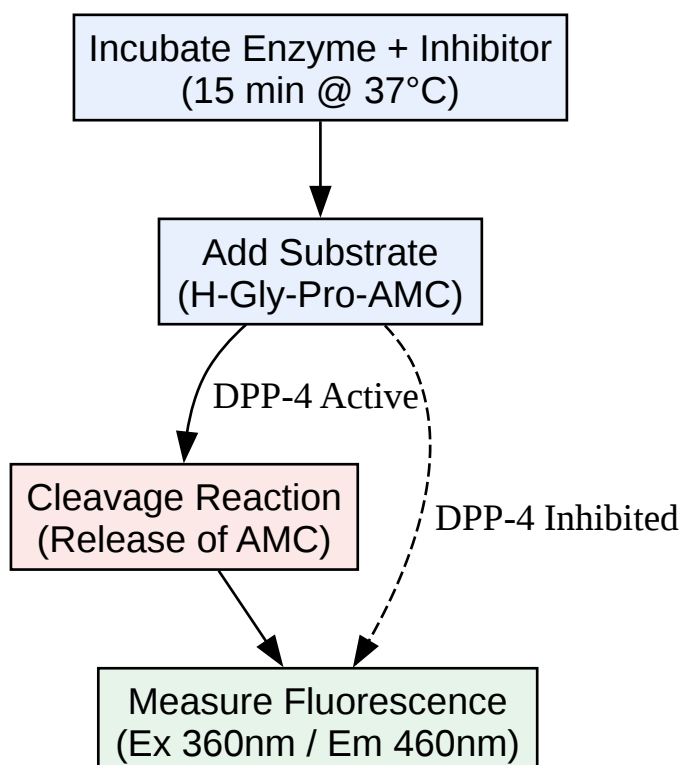 Incubate Enzyme + Inhibitor
(15 min @ 37°C)
Add Substrate
(H-Gly-Pro-AMC)
DPP-4 Active
Cleavage Reaction
(Release of AMC)
DPP-4 Inhibited
Measure Fluorescence
(Ex 360nm / Em 460nm)